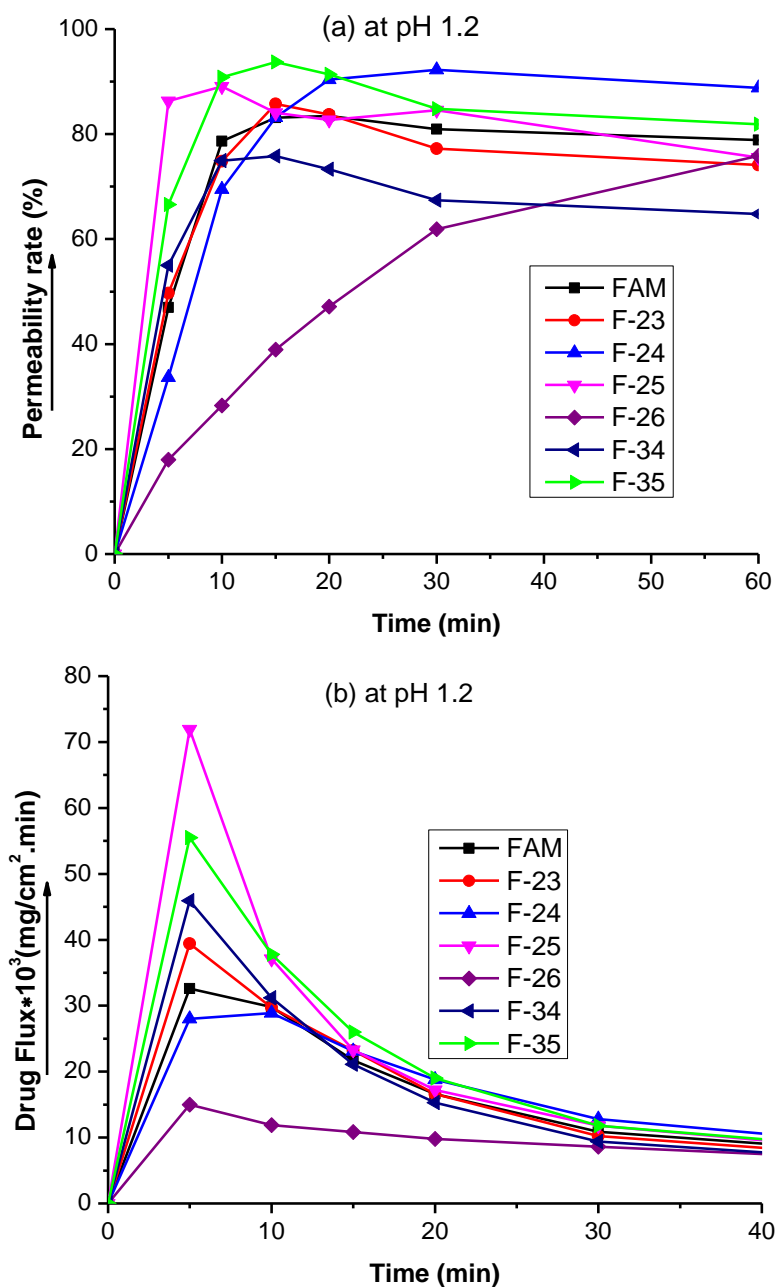 (a) at pH 1.2
100
80
60
40
20
0
Permeability rate (%)
FAM
F-23
F-24
F-25
F-26
F-34
F-35
0
10
20
30
40
50
60
Time (min)
(b) at pH 1.2
80
70
60
50
40
30
20
10
0
Drug Flux*10³(mg/cm².min)
FAM
F-23
F-24
F-25
F-26
F-34
F-35
0
10
20
30
40
Time (min)